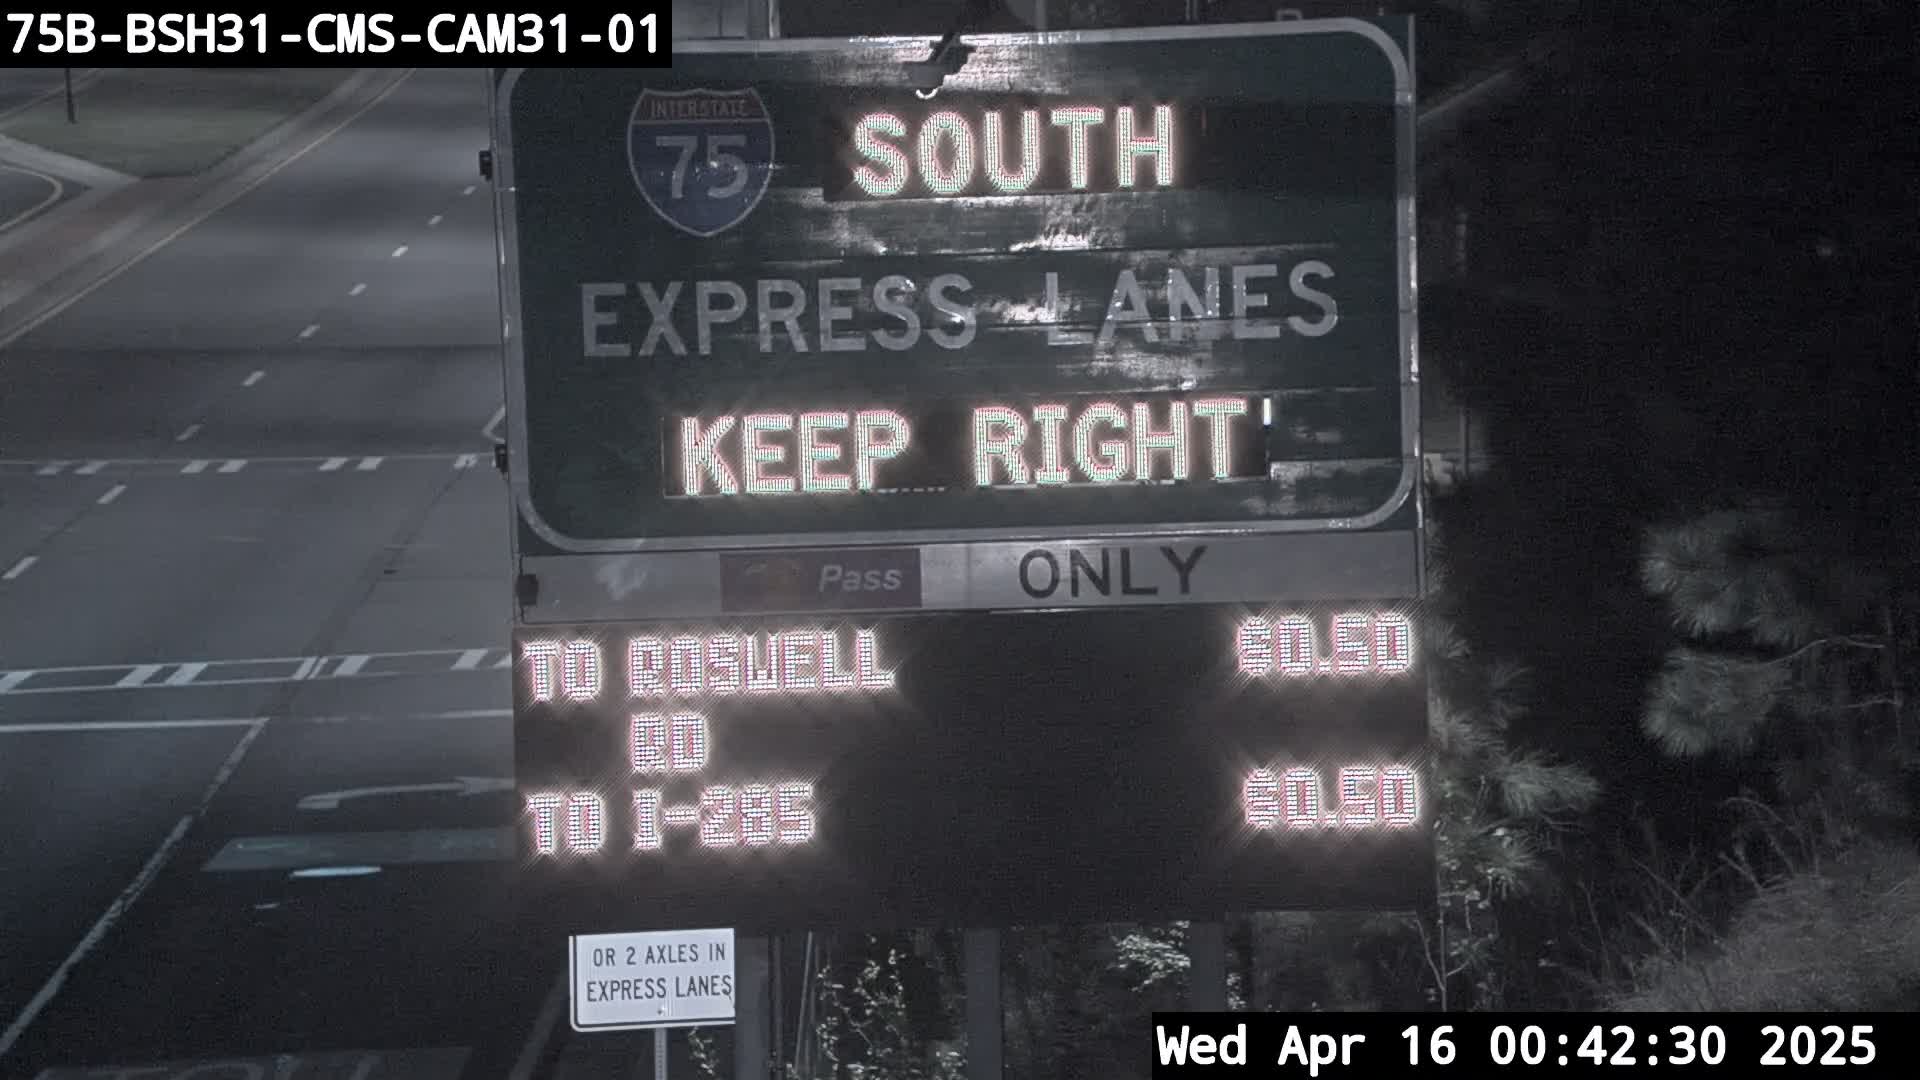 75B-BSH31-CMS-CAM31-01
INTERSTATE
75
SOUTH
EXPRESS LANES
KEEP RIGHT
Pass
ONLY
TO ROSWELL $0.50
RD
TO I-285 $0.50
OR 2 AXLES IN
EXPRESS LANES
Wed Apr 16 00:42:30 2025